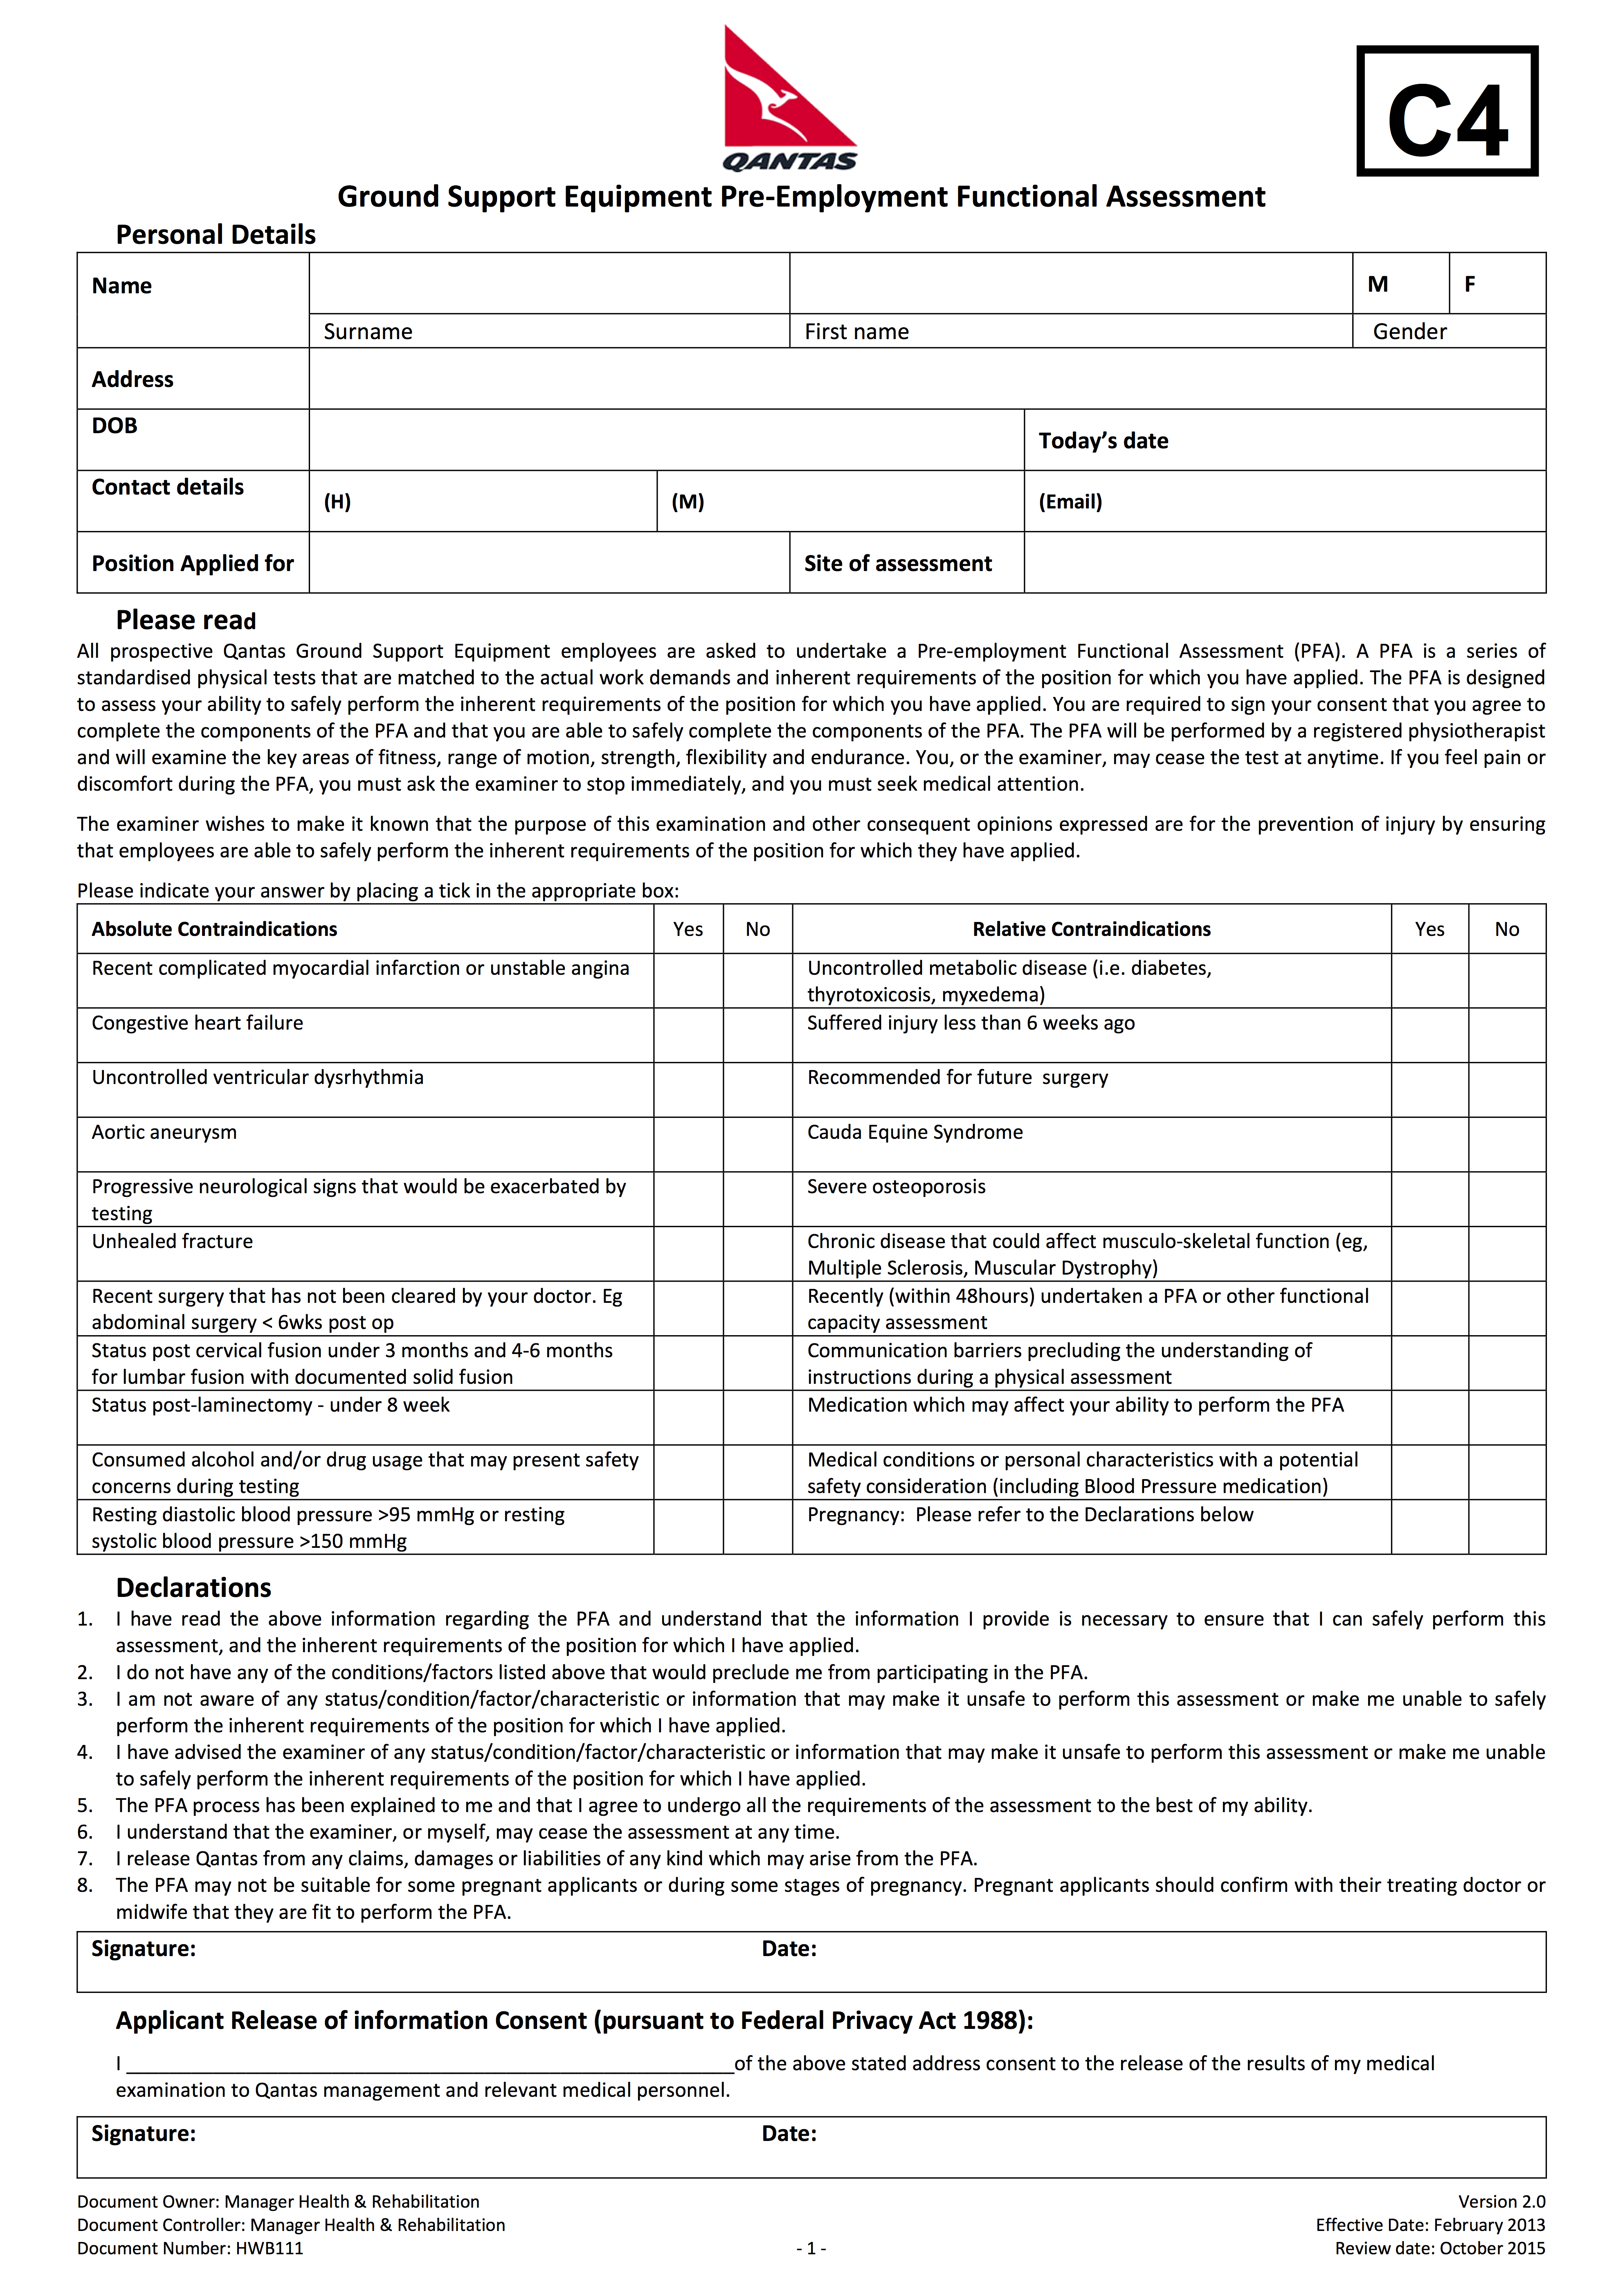 QANTAS
C4
Ground Support Equipment Pre-Employment Functional Assessment
Personal Details
Name
M
F
Surname
First name
Gender
Address
DOB
Today’s date
Contact details
(H)
(M)
(Email)
Position Applied for
Site of assessment
Please read
All prospective Qantas Ground Support Equipment employees are asked to undertake a Pre-employment Functional Assessment (PFA). A PFA is a series of
standardised physical tests that are matched to the actual work demands and inherent requirements of the position for which you have applied. The PFA is designed
to assess your ability to safely perform the inherent requirements of the position for which you have applied. You are required to sign your consent that you agree to
complete the components of the PFA and that you are able to safely complete the components of the PFA. The PFA will be performed by a registered physiotherapist
and will examine the key areas of fitness, range of motion, strength, flexibility and endurance. You, or the examiner, may cease the test at anytime. If you feel pain or
discomfort during the PFA, you must ask the examiner to stop immediately, and you must seek medical attention.
The examiner wishes to make it known that the purpose of this examination and other consequent opinions expressed are for the prevention of injury by ensuring
that employees are able to safely perform the inherent requirements of the position for which they have applied.
Please indicate your answer by placing a tick in the appropriate box:
Absolute Contraindications Yes No Relative Contraindications Yes No
Recent complicated myocardial infarction or unstable angina
Uncontrolled metabolic disease (i.e. diabetes,
thyrotoxicosis, myxedema)
Congestive heart failure
Suffered injury less than 6 weeks ago
Uncontrolled ventricular dysrhythmia
Recommended for future surgery
Aortic aneurysm
Cauda Equine Syndrome
Progressive neurological signs that would be exacerbated by
testing
Severe osteoporosis
Unhealed fracture
Chronic disease that could affect musculo-skeletal function (eg,
Multiple Sclerosis, Muscular Dystrophy)
Recent surgery that has not been cleared by your doctor. Eg
abdominal surgery < 6wks post op
Recently (within 48hours) undertaken a PFA or other functional
capacity assessment
Status post cervical fusion under 3 months and 4-6 months
for lumbar fusion with documented solid fusion
Communication barriers precluding the understanding of
instructions during a physical assessment
Status post-laminectomy - under 8 week
Medication which may affect your ability to perform the PFA
Consumed alcohol and/or drug usage that may present safety
concerns during testing
Medical conditions or personal characteristics with a potential
safety consideration (including Blood Pressure medication)
Resting diastolic blood pressure >95 mmHg or resting
systolic blood pressure >150 mmHg
Pregnancy: Please refer to the Declarations below
Declarations
1. I have read the above information regarding the PFA and understand that the information I provide is necessary to ensure that I can safely perform this
assessment, and the inherent requirements of the position for which I have applied.
2. I do not have any of the conditions/factors listed above that would preclude me from participating in the PFA.
3. I am not aware of any status/condition/factor/characteristic or information that may make it unsafe to perform this assessment or make me unable to safely
perform the inherent requirements of the position for which I have applied.
4. I have advised the examiner of any status/condition/factor/characteristic or information that may make it unsafe to perform this assessment or make me unable
to safely perform the inherent requirements of the position for which I have applied.
5. The PFA process has been explained to me and that I agree to undergo all the requirements of the assessment to the best of my ability.
6. I understand that the examiner, or myself, may cease the assessment at any time.
7. I release Qantas from any claims, damages or liabilities of any kind which may arise from the PFA.
8. The PFA may not be suitable for some pregnant applicants or during some stages of pregnancy. Pregnant applicants should confirm with their treating doctor or
midwife that they are fit to perform the PFA.
Signature: Date:
Applicant Release of information Consent (pursuant to Federal Privacy Act 1988):
I ________________________________________________________of the above stated address consent to the release of the results of my medical
examination to Qantas management and relevant medical personnel.
Signature: Date:
Document Owner: Manager Health & Rehabilitation Version 2.0
Document Controller: Manager Health & Rehabilitation Effective Date: February 2013
Document Number: HWB111 - 1 - Review date: October 2015